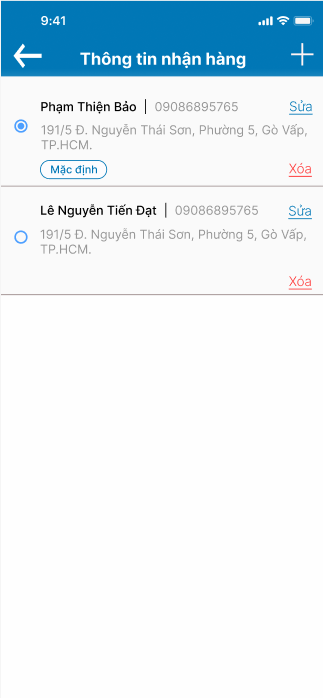 9:41
Thông tin nhận hàng
Phạm Thiện Bảo | 09086895765 Sửa
191/5 Đ. Nguyễn Thái Sơn, Phường 5, Gò Vấp,
TP.HCM.
Mặc định Xóa
Lê Nguyễn Tiến Đạt | 09086895765 Sửa
191/5 Đ. Nguyễn Thái Sơn, Phường 5, Gò Vấp,
TP.HCM.
Xóa